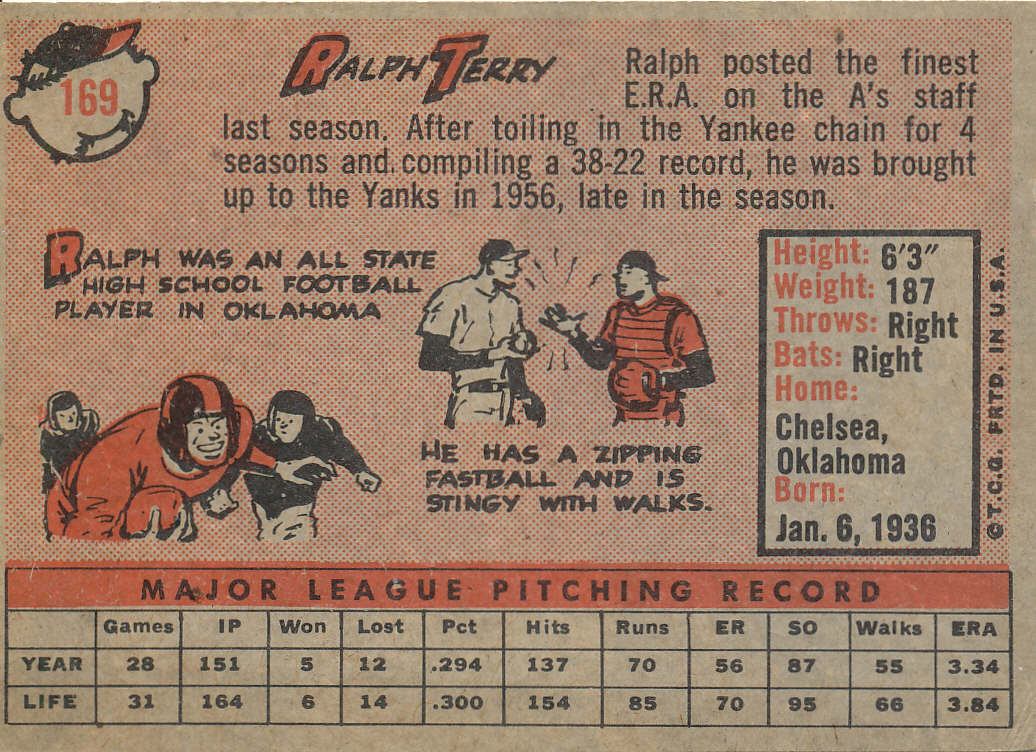 169
RALPH TERRY
Ralph posted the finest
E.R.A. on the A's staff
last season. After toiling in the Yankee chain for 4
seasons and compiling a 38-22 record, he was brought
up to the Yanks in 1956, late in the season.
RALPH WAS AN ALL STATE
HIGH SCHOOL FOOTBALL
PLAYER IN OKLAHOMA
HE HAS A ZIPPING
FASTBALL AND IS
STINGY WITH WALKS.
Height: 6'3"
Weight: 187
Throws: Right
Bats: Right
Home:
Chelsea,
Oklahoma
Born:
Jan. 6, 1936
© T.C.G. PRTD. IN U.S.A.
MAJOR LEAGUE PITCHING RECORD
Games IP Won Lost Pct Hits Runs ER SO Walks ERA
YEAR 28 151 5 12 .294 137 70 56 87 55 3.34
LIFE 31 164 6 14 .300 154 85 70 95 66 3.84